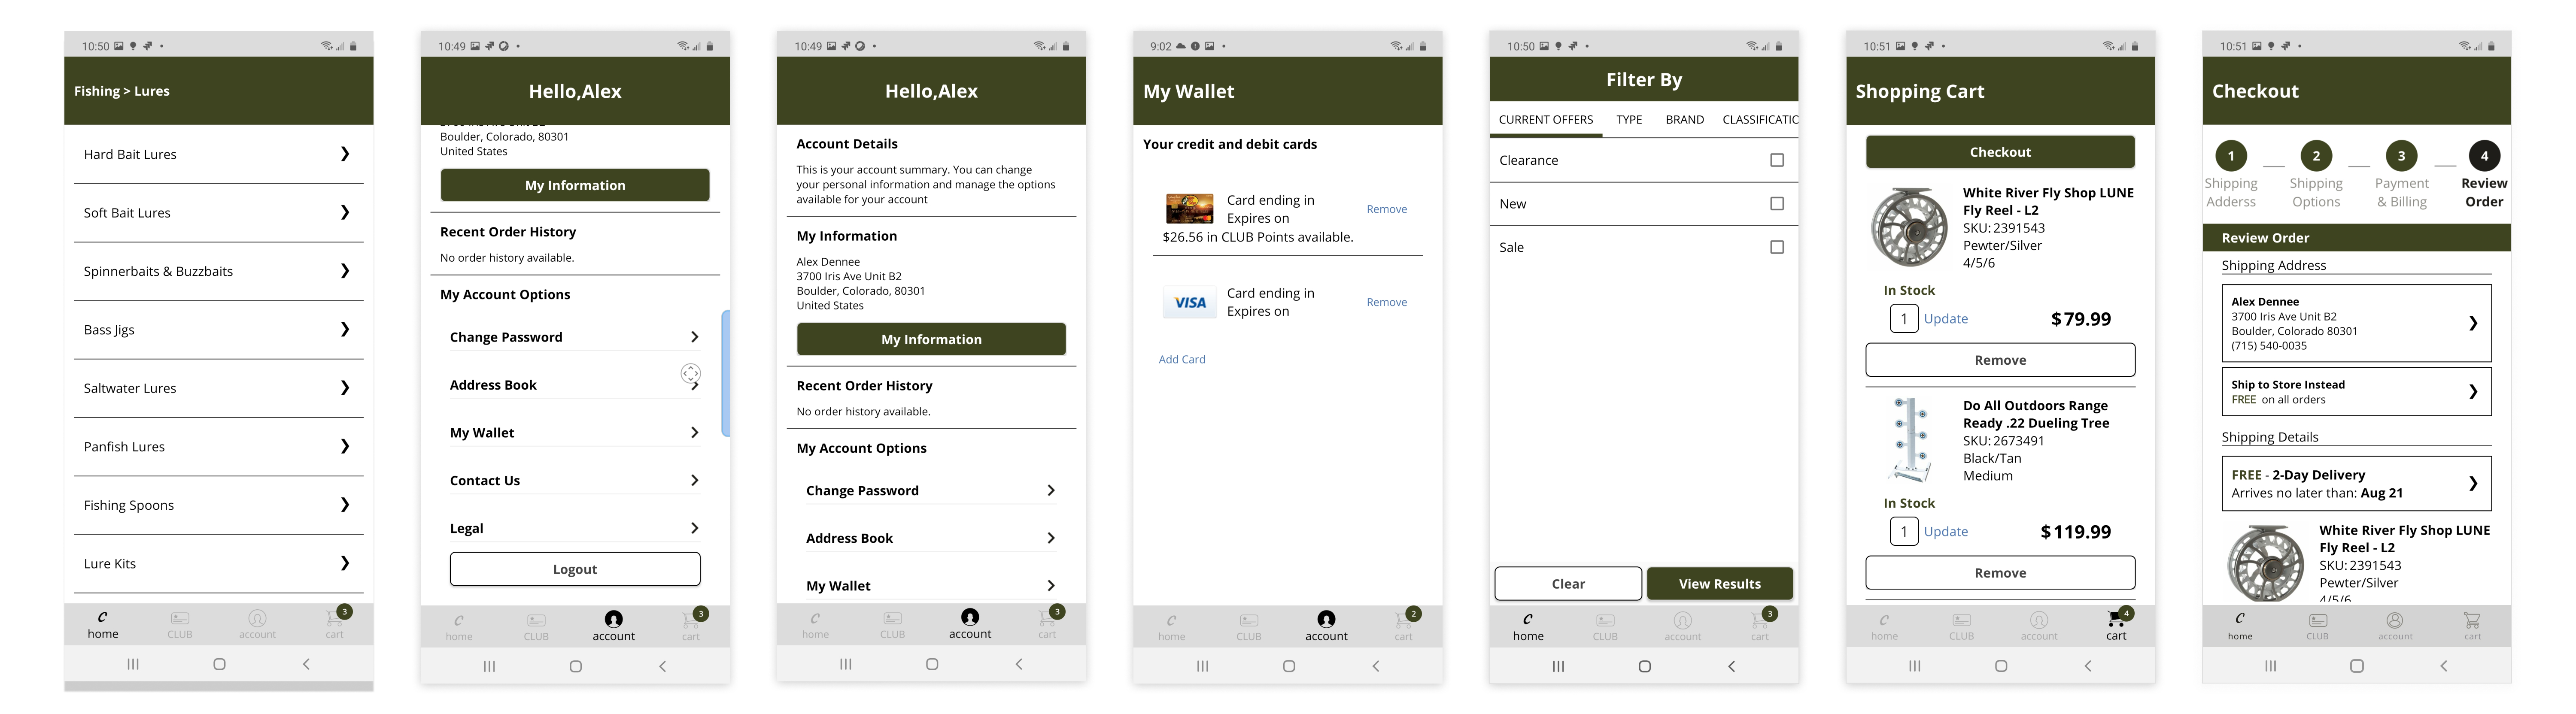 10:50
Fishing > Lures
Hard Bait Lures
Soft Bait Lures
Spinnerbaits & Buzzbaits
Bass Jigs
Saltwater Lures
Panfish Lures
Fishing Spoons
Lure Kits
3
home
CLUB
account
cart
10:49
Hello,Alex
Boulder, Colorado, 80301
United States
My Information
Recent Order History
No order history available.
My Account Options
Change Password
Address Book
My Wallet
Contact Us
Legal
Logout
3
home
CLUB
account
cart
10:49
Hello,Alex
Account Details
This is your account summary. You can change
your personal information and manage the options
available for your account
My Information
Alex Dennee
3700 Iris Ave Unit B2
Boulder, Colorado, 80301
United States
My Information
Recent Order History
No order history available.
My Account Options
Change Password
Address Book
My Wallet
3
home
CLUB
account
cart
9:02
My Wallet
Your credit and debit cards
Card ending in
Expires on
Remove
$26.56 in CLUB Points available.
VISA
Card ending in
Expires on
Remove
Add Card
2
home
CLUB
account
cart
10:50
Filter By
CURRENT OFFERS TYPE BRAND CLASSIFICATIO
Clearance
New
Sale
Clear
View Results
3
home
CLUB
account
cart
10:51
Shopping Cart
Checkout
White River Fly Shop LUNE
Fly Reel - L2
SKU: 2391543
Pewter/Silver
4/5/6
In Stock
1 Update $79.99
Remove
Do All Outdoors Range
Ready .22 Dueling Tree
SKU: 2673491
Black/Tan
Medium
In Stock
1 Update $119.99
Remove
4
home
CLUB
account
cart
10:51
Checkout
1 2 3 4
Shipping
Adderss
Shipping
Options
Payment
& Billing
Review
Order
Review Order
Shipping Address
Alex Dennee
3700 Iris Ave Unit B2
Boulder, Colorado 80301
(715) 540-0035
Ship to Store Instead
FREE on all orders
Shipping Details
FREE - 2-Day Delivery
Arrives no later than: Aug 21
White River Fly Shop LUNE
Fly Reel - L2
SKU: 2391543
Pewter/Silver
4/5/6
home
CLUB
account
cart